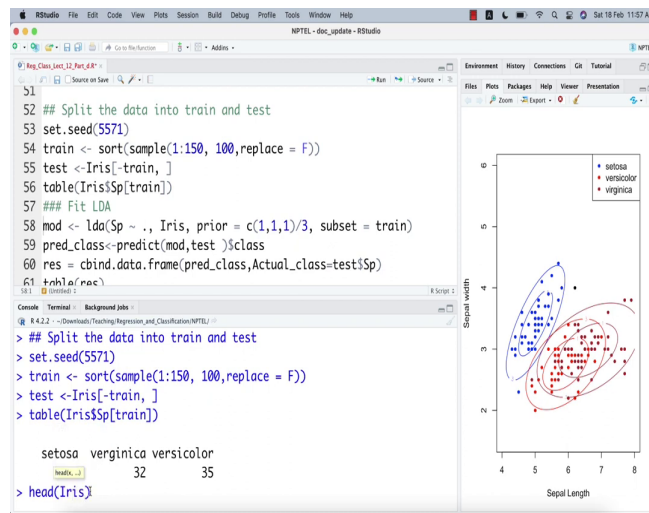 RStudio File Edit Code View Plots Session Build Debug Profile Tools Window Help
Sat 18 Feb 11:57 A
NPTEL - doc_update - RStudio
Go to file/function
Addins
NPTEL
Reg_Class_Lect_12_Part_d.R*
Source on Save
Run
Source
51
52 ## Split the data into train and test
53 set.seed(5571)
54 train <- sort(sample(1:150, 100,replace = F))
55 test <-Iris[-train, ]
56 table(Iris$Sp[train])
57 ### Fit LDA
58 mod <- lda(Sp ~ ., Iris, prior = c(1,1,1)/3, subset = train)
59 pred_class<-predict(mod,test )$class
60 res = cbind.data.frame(pred_class,Actual_class=test$Sp)
61 table(res)
58:1 (Untitled)
R Script
Console Terminal Background Jobs
R 4.2.2 · ~/Downloads/Teaching/Regression_and_Classification/NPTEL/
> ## Split the data into train and test
> set.seed(5571)
> train <- sort(sample(1:150, 100,replace = F))
> test <-Iris[-train, ]
> table(Iris$Sp[train])
setosa verginica versicolor
32 35
head(x, ...)
> head(Iris)
Environment History Connections Git Tutorial
Files Plots Packages Help Viewer Presentation
Zoom Export
setosa
versicolor
virginica
Sepal width
6
5
4
3
2
4 5 6 7 8
Sepal Length